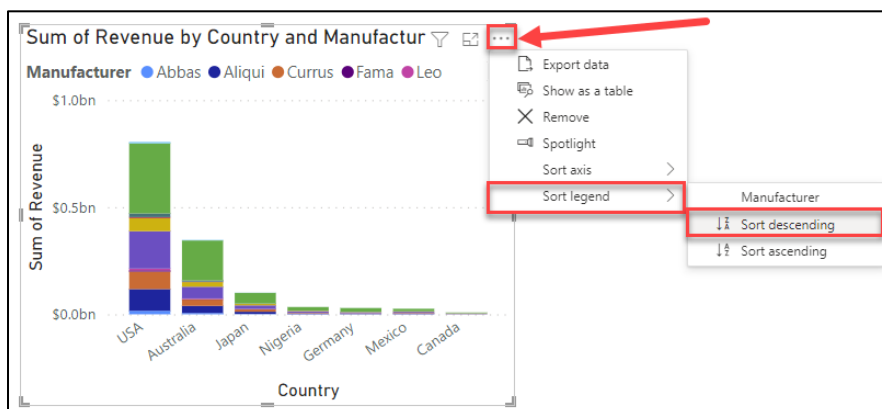 Sum of Revenue by Country and Manufactur
Manufacturer Abbas Aliqui Currus Fama Leo
$1.0bn
$0.5bn
$0.0bn
Sum of Revenue
USA
Australia
Japan
Nigeria
Germany
Mexico
Canada
Country
Export data
Show as a table
Remove
Spotlight
Sort axis
Sort legend
Manufacturer
Sort descending
Sort ascending